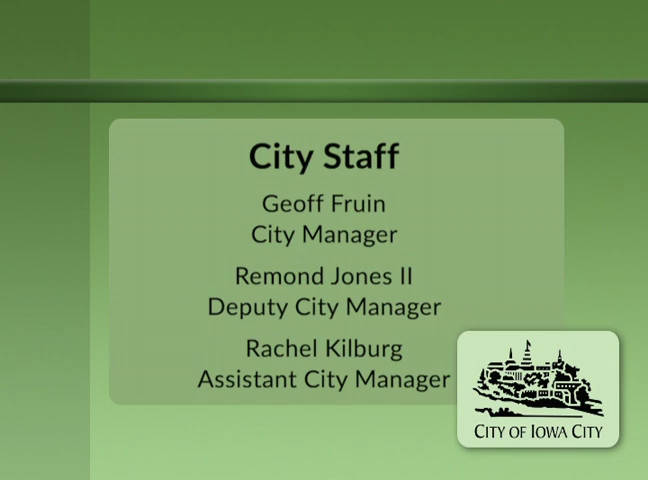 City Staff
Geoff Fruin
City Manager
Remond Jones II
Deputy City Manager
Rachel Kilburg
Assistant City Manager
CITY OF IOWA CITY